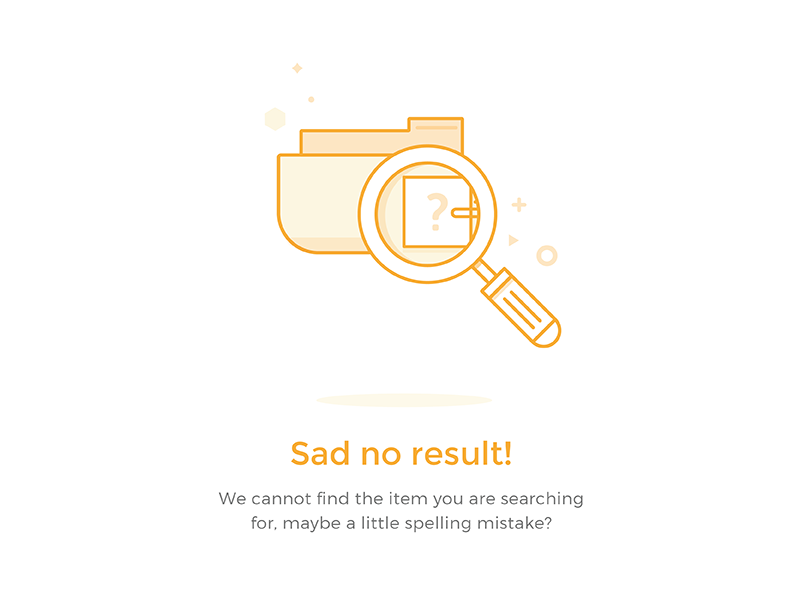 ?
Sad no result!
We cannot find the item you are searching
for, maybe a little spelling mistake?